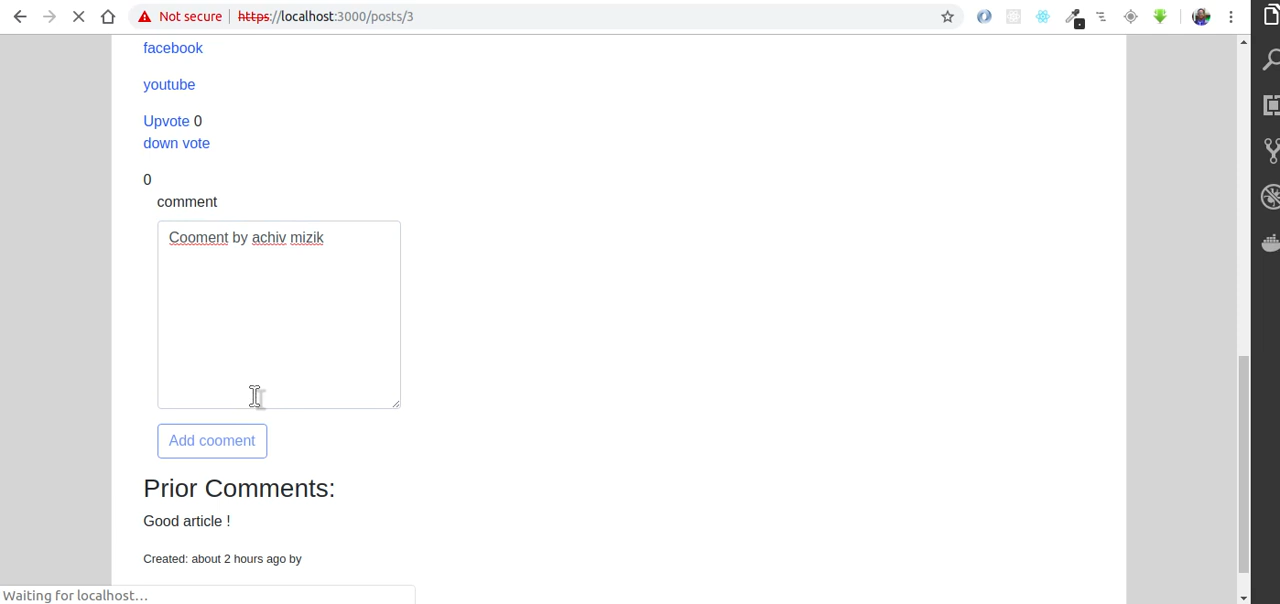 Not secure https://localhost:3000/posts/3
facebook
youtube
Upvote 0
down vote
0
comment
Cooment by achiv mizik
Add cooment
Prior Comments:
Good article !
Created: about 2 hours ago by
Waiting for localhost...